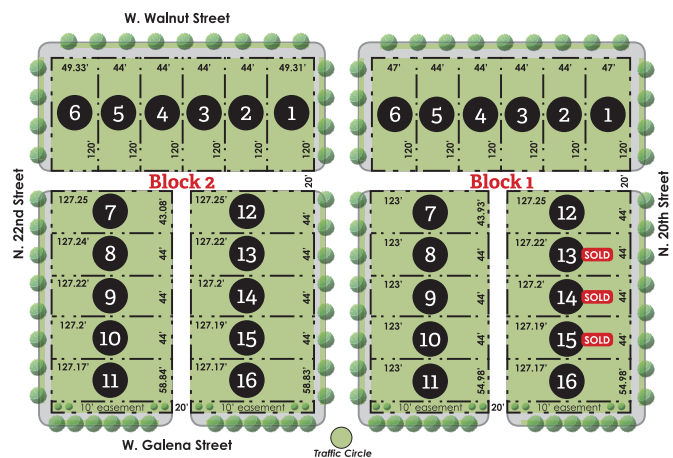 W. Walnut Street
49.33' 44' 44' 44' 44' 49.31'
6 5 4 3 2 1
120' 120' 120' 120' 120' 120'
47' 44' 44' 44' 44' 47'
6 5 4 3 2 1
120' 120' 120' 120' 120' 120'
N. 22nd Street
Block 2
20'
Block 1
20'
N. 20th Street
127.25 7 43.08'
127.24' 8 44'
127.22' 9 44'
127.2' 10 44'
127.17' 11 58.84'
10' easement
20'
127.25' 12 44'
127.22' 13 44'
127.2' 14 44'
127.19' 15 44'
127.17' 16 58.83'
10' easement
123' 7 43.93'
123' 8 44'
123' 9 44'
123' 10 44'
123' 11 54.98'
10' easement
20'
127.25 12 44'
127.22' 13 SOLD 44'
127.2' 14 SOLD 44'
127.19' 15 SOLD 44'
127.17' 16 54.98'
10' easement
W. Galena Street
Traffic Circle